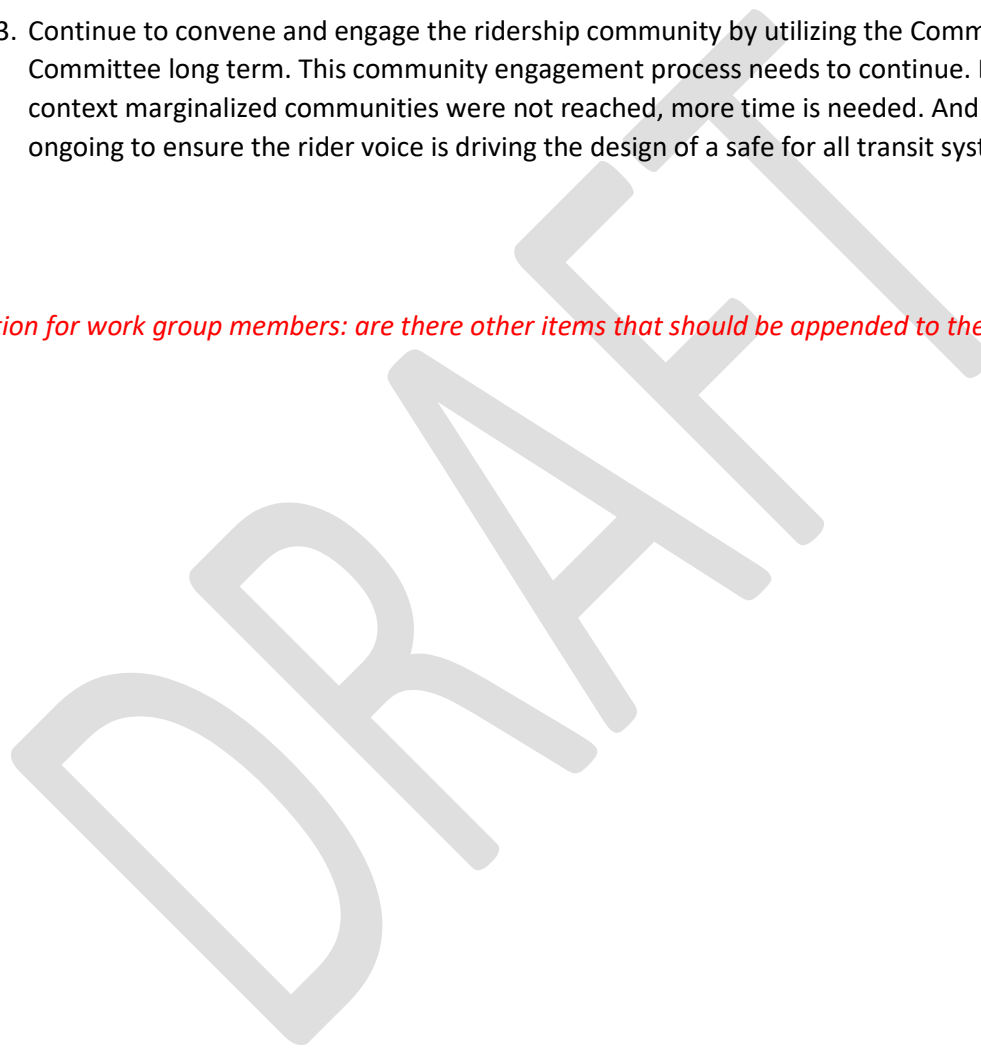 3. Continue to convene and engage the ridership community by utilizing the Comm
Committee long term. This community engagement process needs to continue.
context marginalized communities were not reached, more time is needed. And
ongoing to ensure the rider voice is driving the design of a safe for all transit syst
tion for work group members: are there other items that should be appended to the
DRAFT